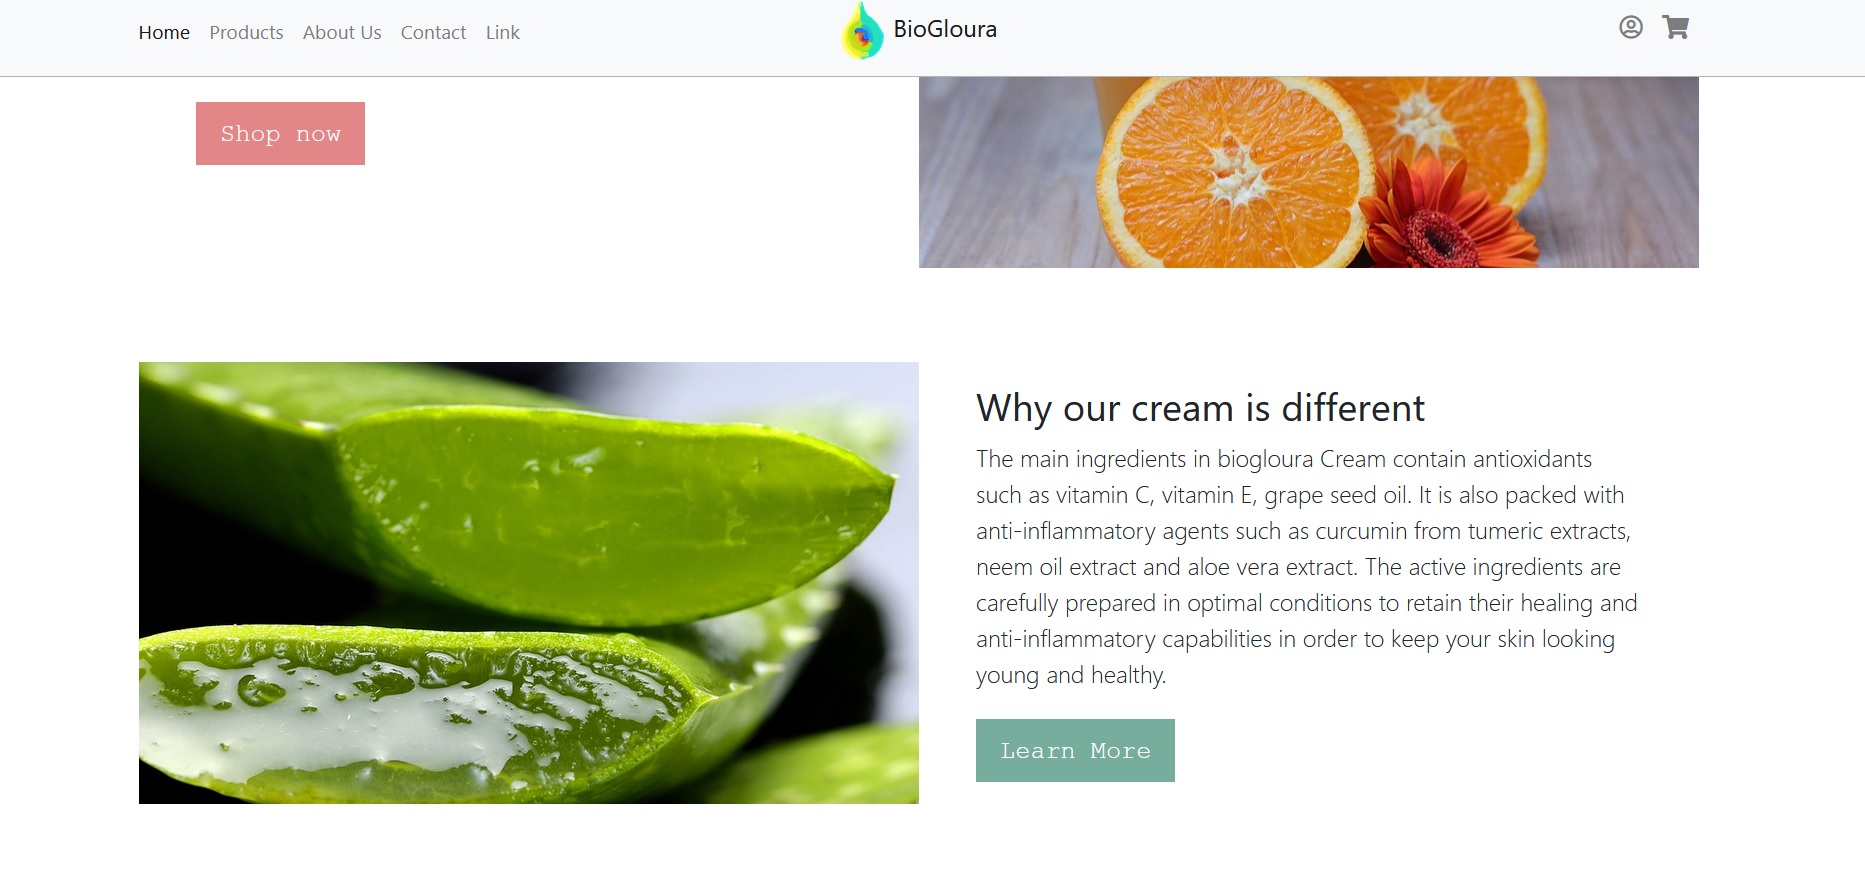 Home Products About Us Contact Link
BioGloura
Shop now
Why our cream is different
The main ingredients in biogloura Cream contain antioxidants
such as vitamin C, vitamin E, grape seed oil. It is also packed with
anti-inflammatory agents such as curcumin from tumeric extracts,
neem oil extract and aloe vera extract. The active ingredients are
carefully prepared in optimal conditions to retain their healing and
anti-inflammatory capabilities in order to keep your skin looking
young and healthy.
Learn More